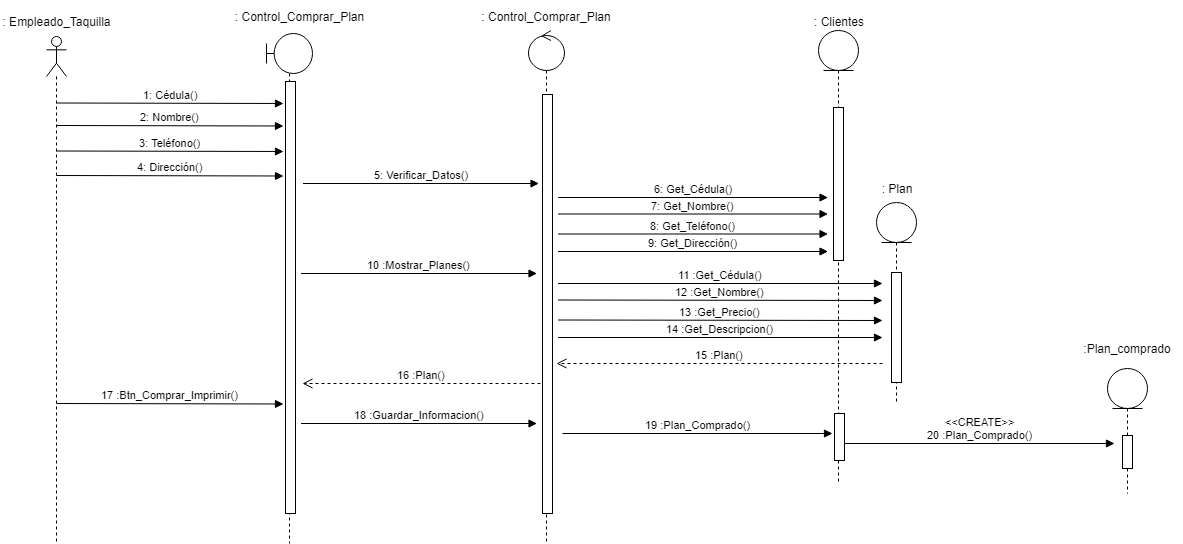 : Empleado_Taquilla
: Control_Comprar_Plan
: Control_Comprar_Plan
: Clientes
1: Cédula()
2: Nombre()
3: Teléfono()
4: Dirección()
5: Verificar_Datos()
6: Get_Cédula()
7: Get_Nombre()
8: Get_Teléfono()
9: Get_Dirección()
: Plan
10 :Mostrar_Planes()
11 :Get_Cédula()
12 :Get_Nombre()
13 :Get_Precio()
14 :Get_Descripcion()
15 :Plan()
16 :Plan()
:Plan_comprado
17 :Btn_Comprar_Imprimir()
18 :Guardar_Informacion()
19 :Plan_Comprado()
<<CREATE>>
20 :Plan_Comprado()